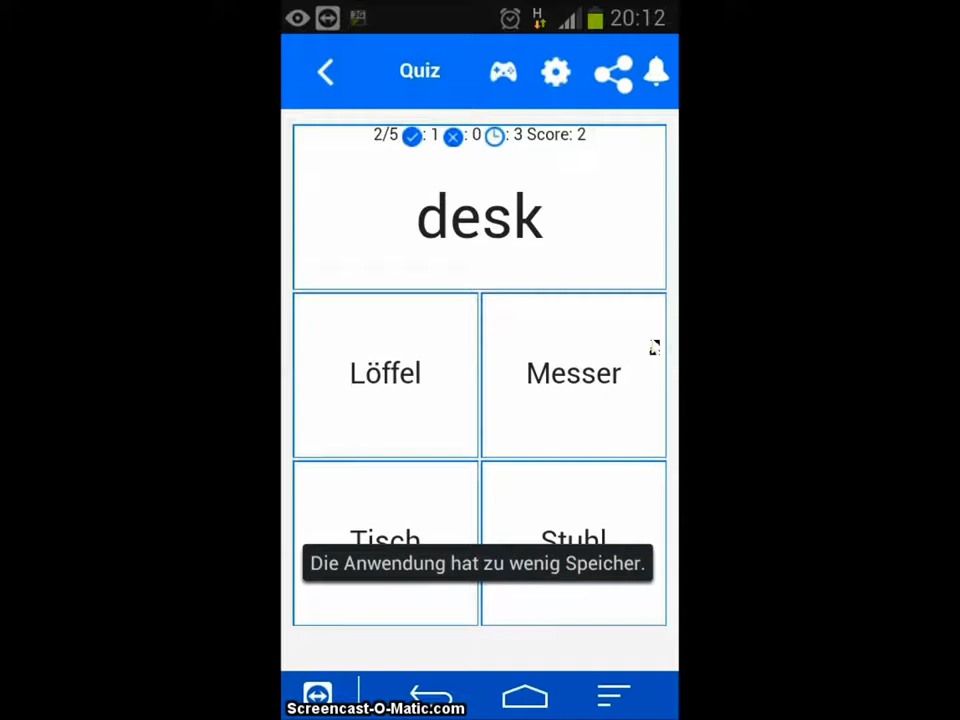 3G H 20:12
Quiz
2/5 : 1 : 0 : 3 Score: 2
desk
Löffel Messer
Tisch Stuhl
Die Anwendung hat zu wenig Speicher.
Screencast-O-Matic.com